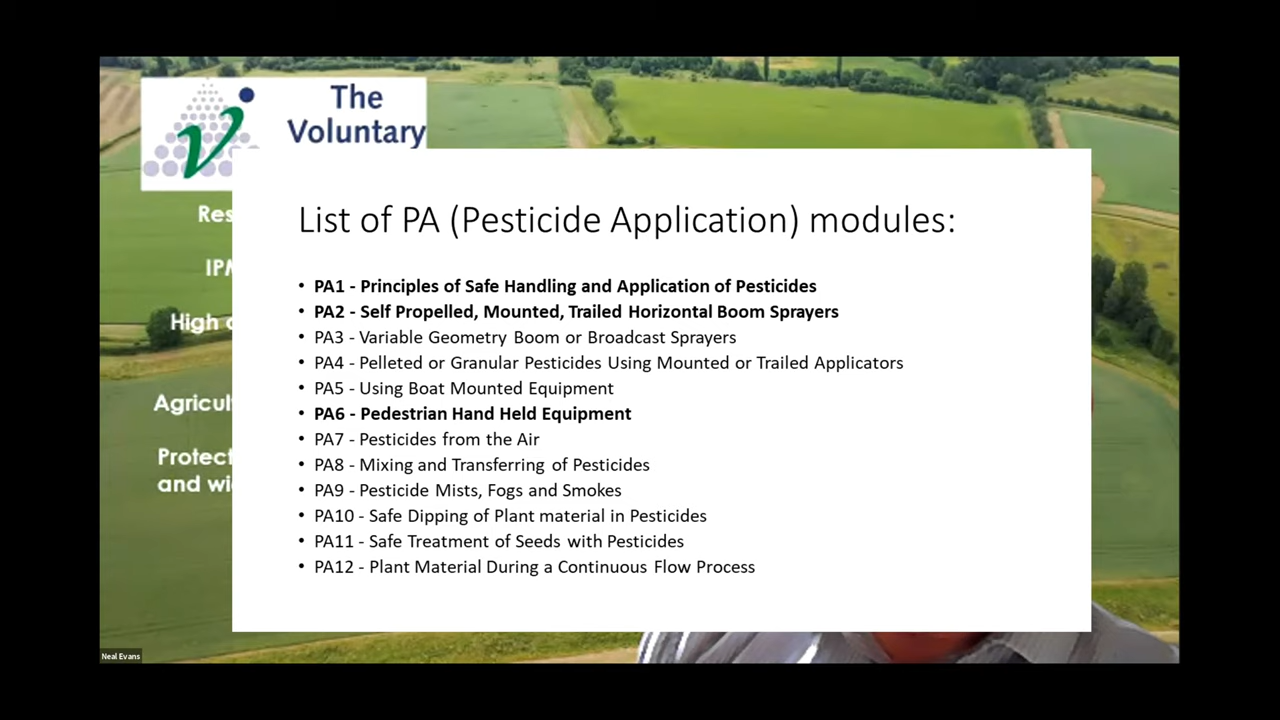 The
Voluntary
List of PA (Pesticide Application) modules:
• PA1 - Principles of Safe Handling and Application of Pesticides
• PA2 - Self Propelled, Mounted, Trailed Horizontal Boom Sprayers
• PA3 - Variable Geometry Boom or Broadcast Sprayers
• PA4 - Pelleted or Granular Pesticides Using Mounted or Trailed Applicators
• PA5 - Using Boat Mounted Equipment
• PA6 - Pedestrian Hand Held Equipment
• PA7 - Pesticides from the Air
• PA8 - Mixing and Transferring of Pesticides
• PA9 - Pesticide Mists, Fogs and Smokes
• PA10 - Safe Dipping of Plant material in Pesticides
• PA11 - Safe Treatment of Seeds with Pesticides
• PA12 - Plant Material During a Continuous Flow Process
Res
IPM
High
Agricul
Protect
and wi
Neal Evans